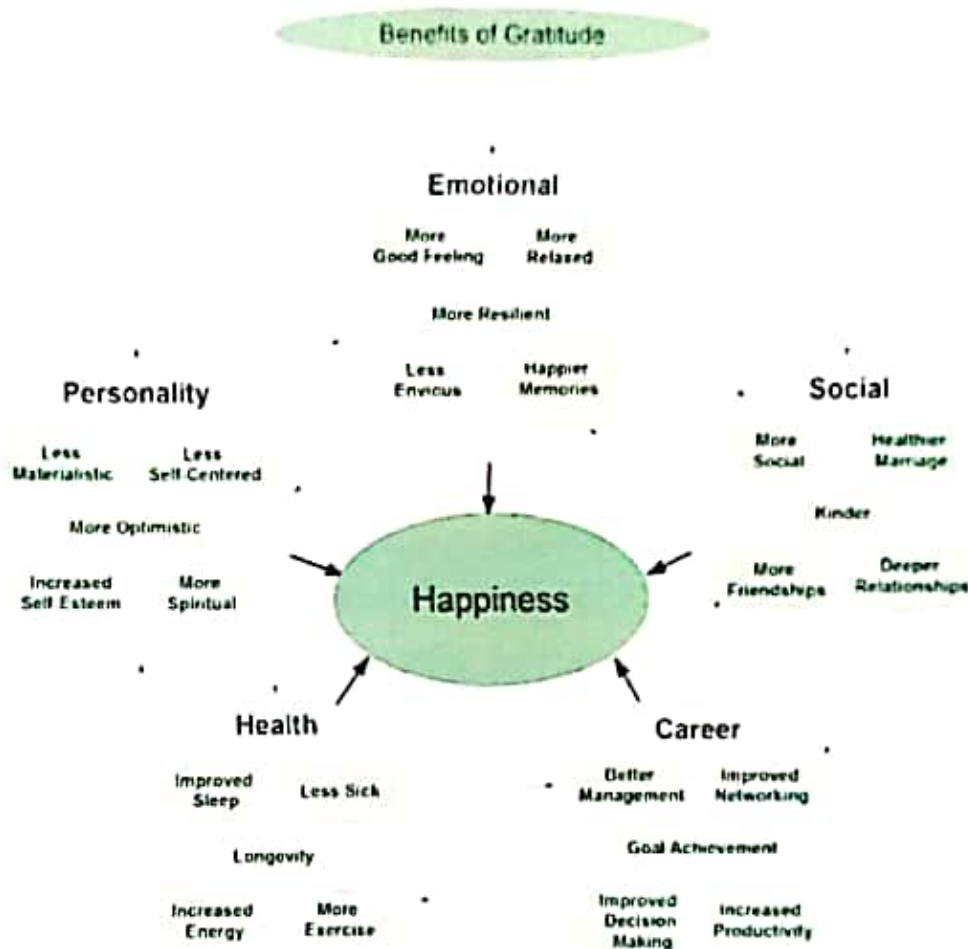 Benefits of Gratitude
Emotional
More
Good Feeling
More
Relaxed
More Resilient
Less
Envious
Happier
Memories
Personality
Less
Materialistic
Less
Self-Centered
More Optimistic
Increased
Self Esteem
More
Spiritual
Social
More
Social
Healthier
Marriage
Kinder
More
Friendships
Deeper
Relationships
Happiness
Health
Improved
Sleep
Less Sick
Longevity
Increased
Energy
More
Exercise
Career
Better
Management
Improved
Networking
Goal Achievement
Improved
Decision
Making
Increased
Productivity